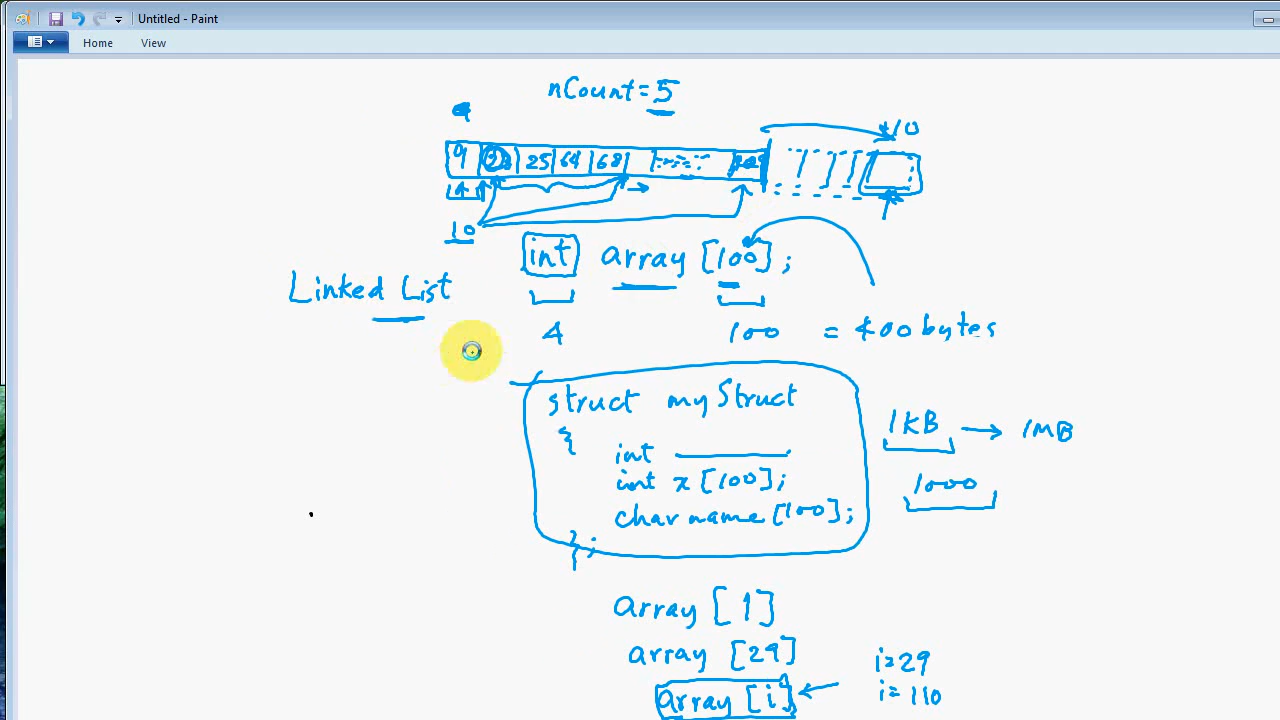 Untitled - Paint
Home View
nCount=5
9
9 25 64 68
10
10
int array [100];
Linked List
4 100 = 400 bytes
struct myStruct
{
1KB → 1MB
int
int x [100];
1000
char name [100];
};
array [1]
array [29]
i=29
array [i]
i=110